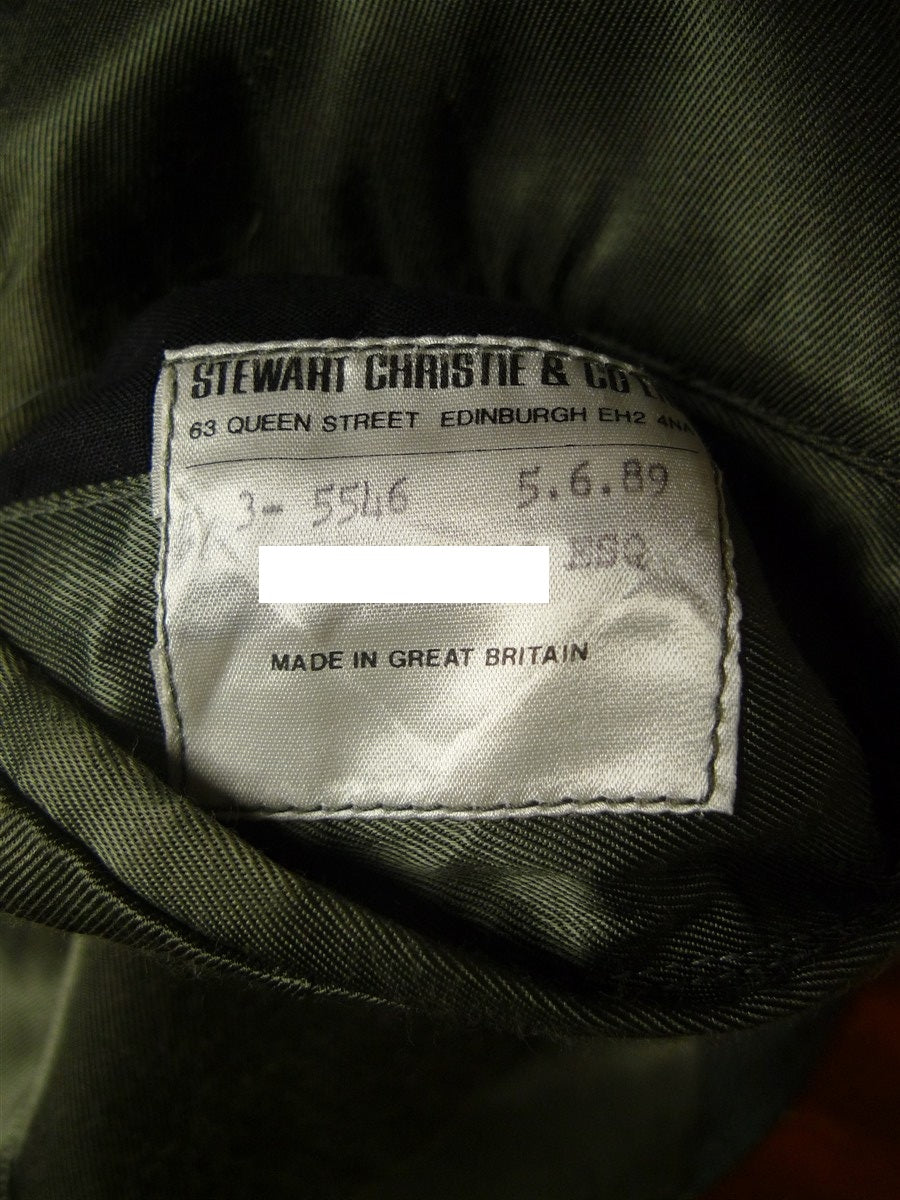 STEWART CHRISTIE & CO
63 QUEEN STREET EDINBURGH EH2 4NA
3- 5546 5.6.89
ESQ
MADE IN GREAT BRITAIN